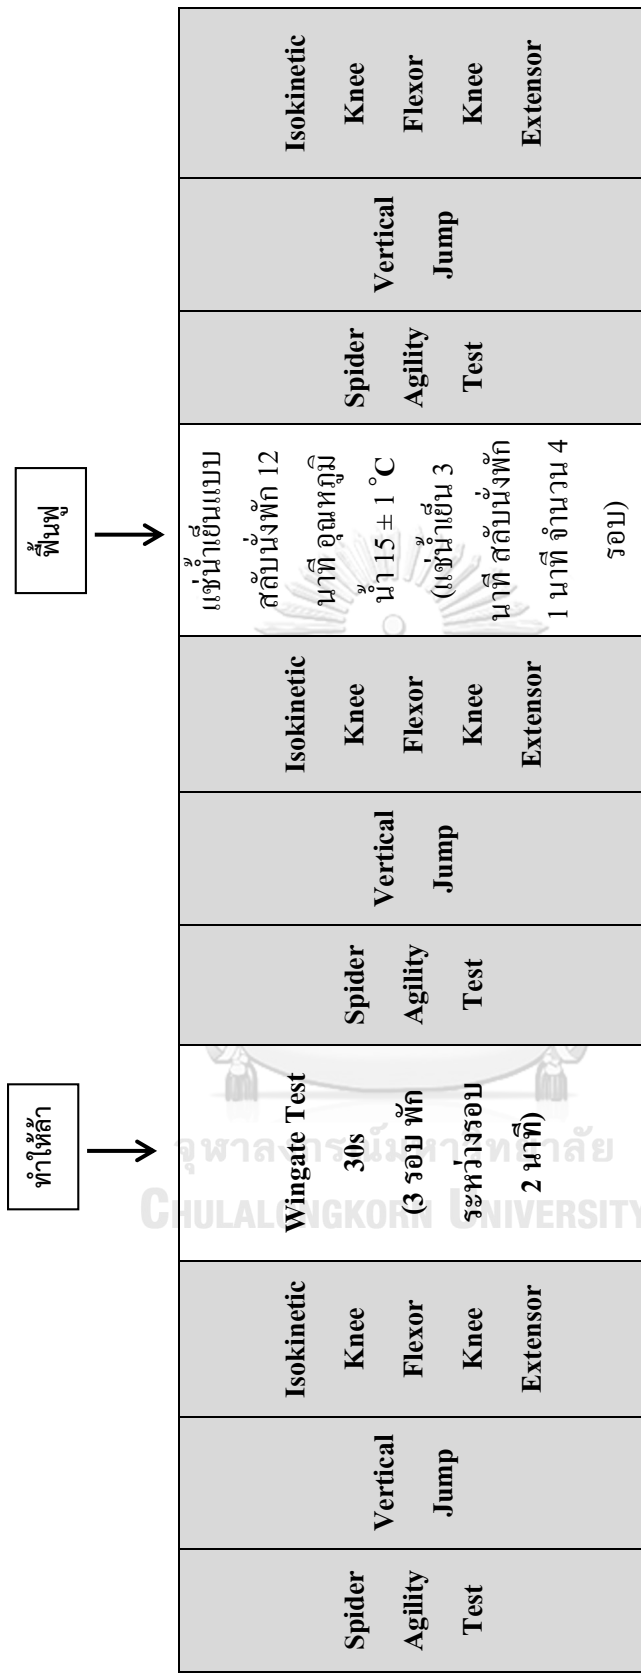 ทำให้ล้า
ฟื้นฟู
Spider
Agility
Test
Vertical
Jump
Isokinetic
Knee
Flexor
Knee
Extensor
Wingate Test
30s
(3 รอบ พัก
ระหว่างรอบ
2 นาที)
Spider
Agility
Test
Vertical
Jump
Isokinetic
Knee
Flexor
Knee
Extensor
แช่น้ำเย็นแบบ
สลับนั่งพัก 12
นาที อุณหภูมิ
น้ำ 15 ± 1 °C
(แช่น้ำเย็น 3
นาที สลับนั่งพัก
1 นาที จำนวน 4
รอบ)
Spider
Agility
Test
Vertical
Jump
Isokinetic
Knee
Flexor
Knee
Extensor
จุฬาลงกรณ์มหาวิทยาลัย
CHULALONGKORN UNIVERSITY